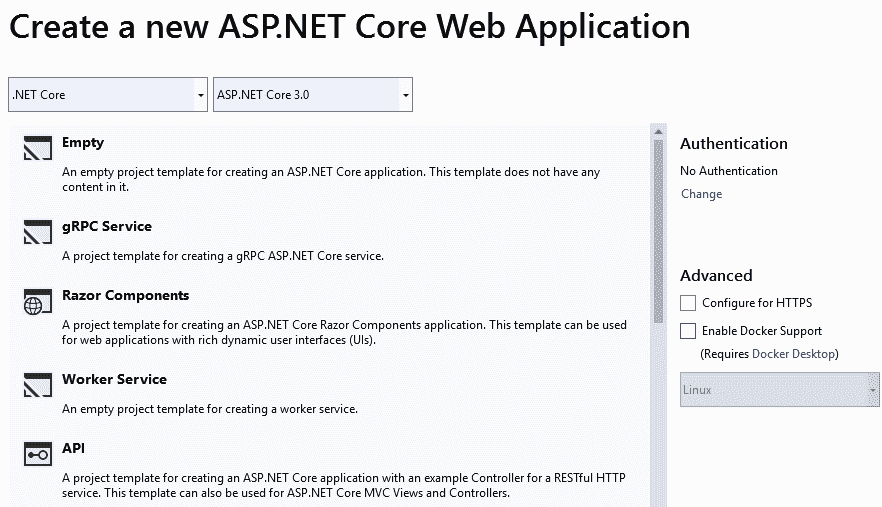 Create a new ASP.NET Core Web Application
.NET Core
ASP.NET Core 3.0
Empty
An empty project template for creating an ASP.NET Core application. This template does not have any
content in it.
gRPC Service
A project template for creating a gRPC ASP.NET Core service.
Razor Components
A project template for creating an ASP.NET Core Razor Components application. This template can be used
for web applications with rich dynamic user interfaces (UIs).
Worker Service
An empty project template for creating a worker service.
API
A project template for creating an ASP.NET Core application with an example Controller for a RESTful HTTP
service. This template can also be used for ASP.NET Core MVC Views and Controllers.
Authentication
No Authentication
Change
Advanced
Configure for HTTPS
Enable Docker Support
(Requires Docker Desktop)
Linux